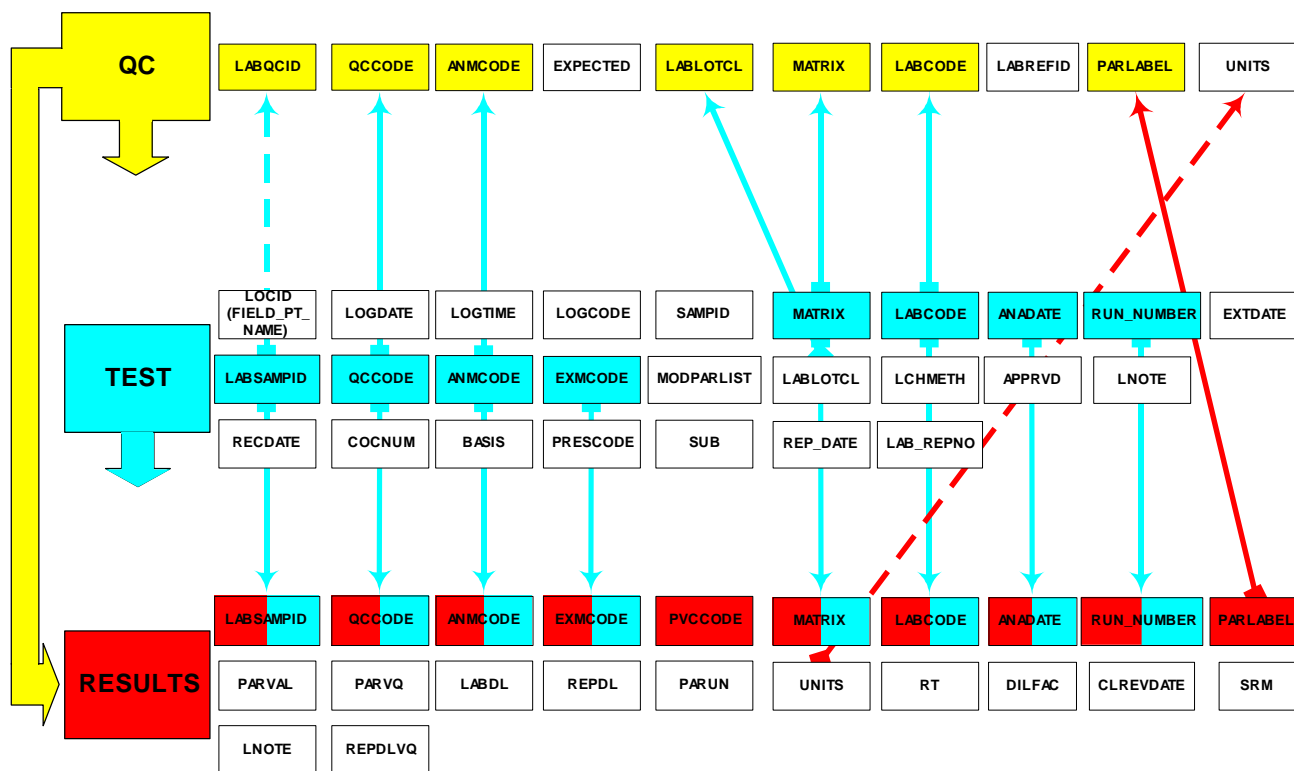 QC
LABQCID
QCCODE
ANMCODE
EXPECTED
LABLOTCL
MATRIX
LABCODE
LABREFID
PARLABEL
UNITS
TEST
LOCID
(FIELD_PT_
NAME)
LOGDATE
LOGTIME
LOGCODE
SAMPID
MATRIX
LABCODE
ANADATE
RUN_NUMBER
EXTDATE
LABSAMPID
QCCODE
ANMCODE
EXMCODE
MODPARLIST
LABLOTCL
LCHMETH
APPRVD
LNOTE
RECDATE
COCNUM
BASIS
PRESCODE
SUB
REP_DATE
LAB_REPNO
RESULTS
LABSAMPID
QCCODE
ANMCODE
EXMCODE
PVCCODE
MATRIX
LABCODE
ANADATE
RUN_NUMBER
PARLABEL
PARVAL
PARVQ
LABDL
REPDL
PARUN
UNITS
RT
DILFAC
CLREVDATE
SRM
LNOTE
REPDLVQ